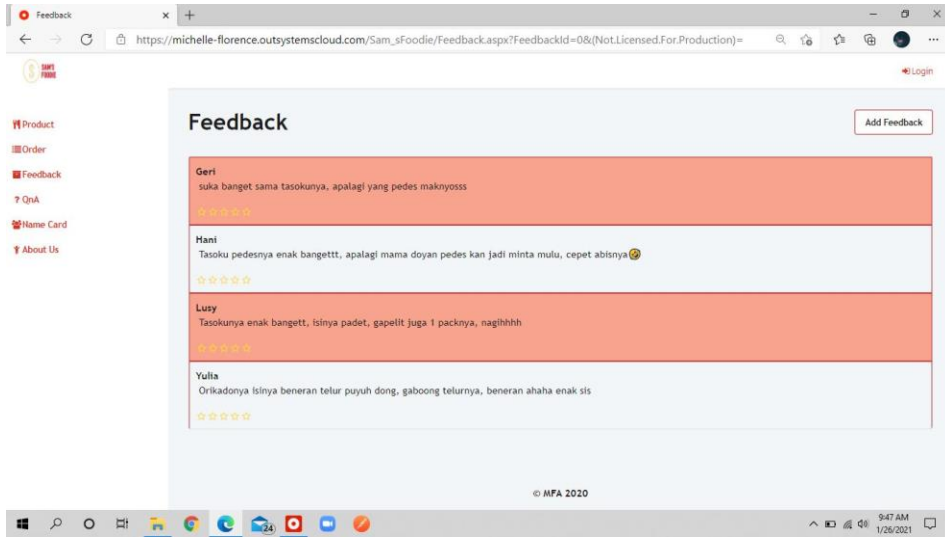 Feedback
https://michelle-florence.outsystemscloud.com/Sam_sFoodie/Feedback.aspx?FeedbackId=0&(Not.Licensed.For.Production)=
SAM'S
FOODIE
Login
Product
Order
Feedback
? QnA
Name Card
About Us
Feedback
Add Feedback
Geri
suka banget sama tasokunya, apalagi yang pedes maknyosss
Hani
Tasoku pedesnya enak bangettt, apalagi mama doyan pedes kan jadi minta mulu, cepet abisnya🤣
Lusy
Tasokunya enak bangett, isinya padet, gapelit juga 1 packnya, nagihhhh
Yulia
Orikadonya isinya beneran telur puyuh dong, gaboong telurnya, beneran ahaha enak sis
© MFA 2020
24
9:47 AM
1/26/2021